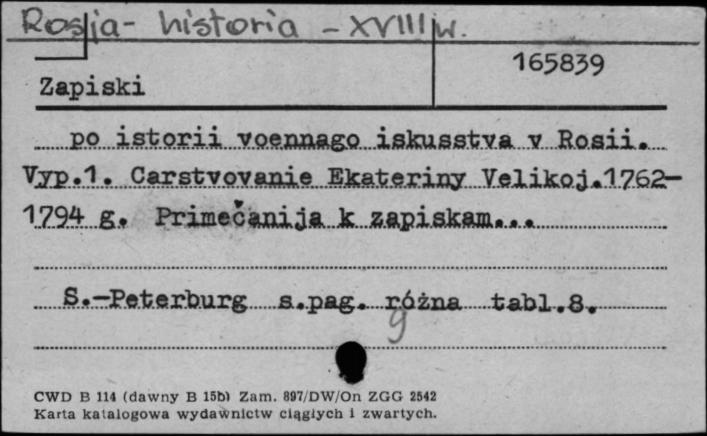 Rosja - historia - XVIII w.
165839
Zapiski
po istorii voennago iskusstva v Rosii.
Vyp.1. Carstvovanie Ekateriny Velikoj.1762-
1794 g. Primečanija k zapiskam...
S.-Peterburg s.pag. różna tabl.8.
g
CWD B 114 (dawny B 15b) Zam. 897/DW/On ZGG 2542
Karta katalogowa wydawnictw ciągłych i zwartych.